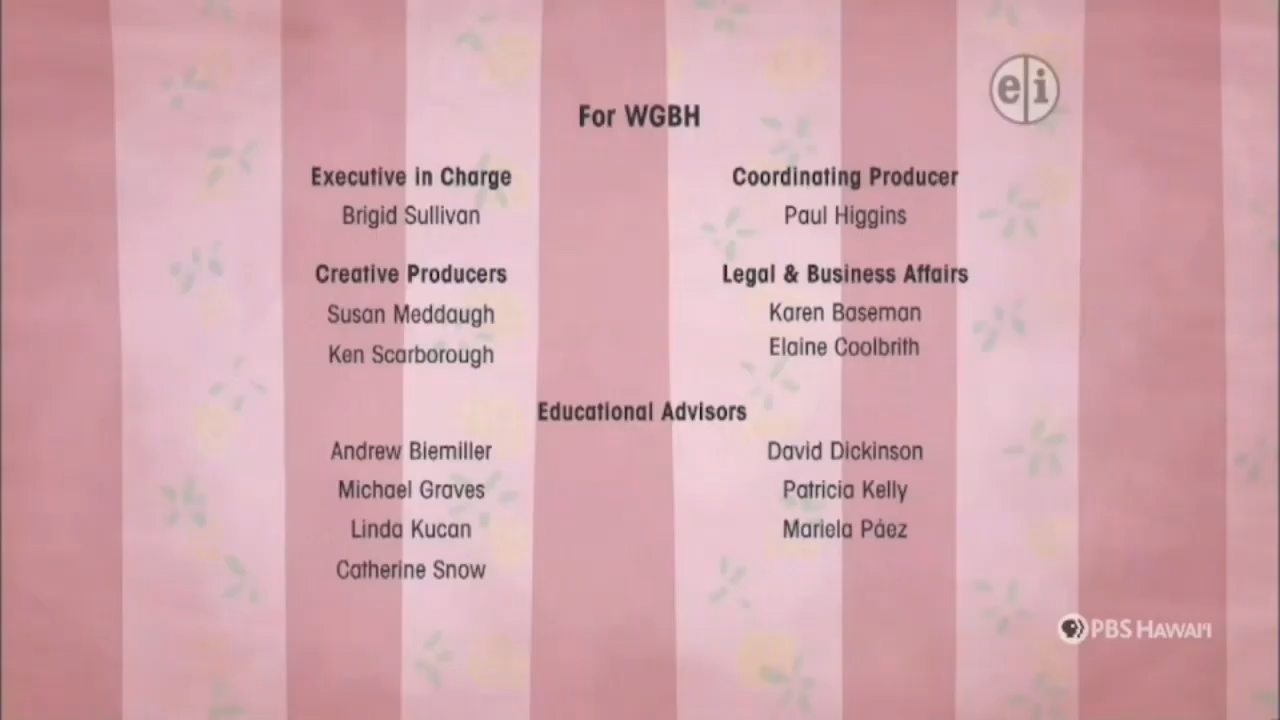 e|i
For WGBH
Executive in Charge
Brigid Sullivan
Coordinating Producer
Paul Higgins
Creative Producers
Susan Meddaugh
Ken Scarborough
Legal & Business Affairs
Karen Baseman
Elaine Coolbrith
Educational Advisors
Andrew Biemiller
Michael Graves
Linda Kucan
Catherine Snow
David Dickinson
Patricia Kelly
Mariela Páez
PBS HAWAI'I